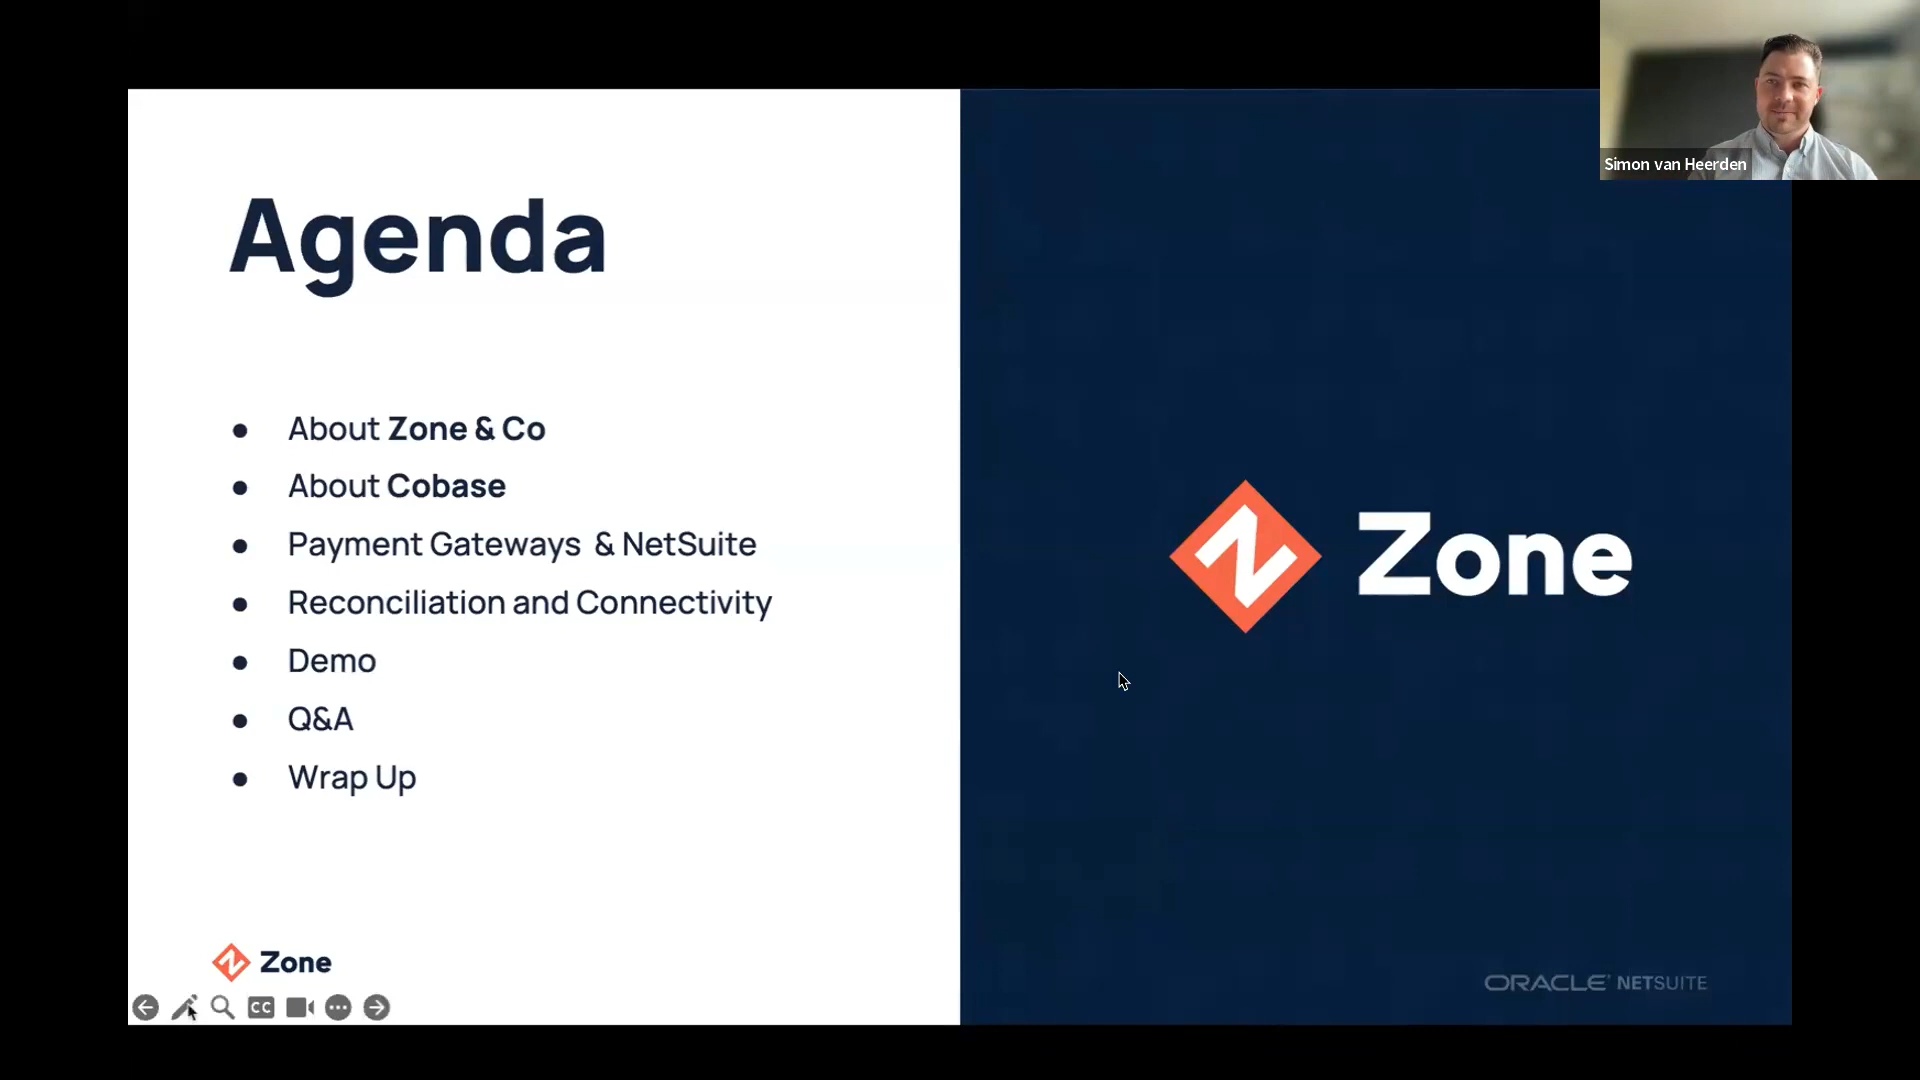 Simon van Heerden
Agenda
● About Zone & Co
● About Cobase
● Payment Gateways & NetSuite
● Reconciliation and Connectivity
● Demo
● Q&A
● Wrap Up
Zone
Zone
CC
ORACLE NETSUITE